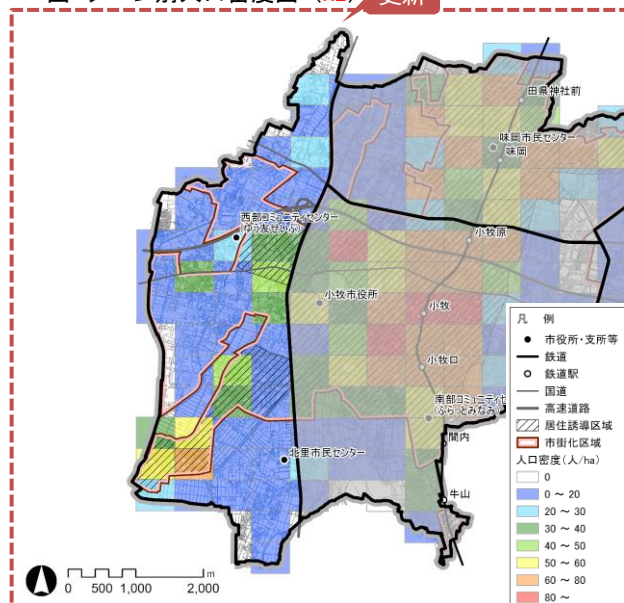 更新
田県神社前
味岡市民センター
味岡
西部コミュニティセンター
(ゆう友せいぶ)
小牧原
小牧市役所
小牧
小牧口
南部コミュニティセ
(ふらっとみなみ)
間内
北里市民センター
牛山
凡 例
市役所・支所等
鉄道
鉄道駅
国道
高速道路
居住誘導区域
市街化区域
人口密度(人/ha)
0
0 ~ 20
20 ~ 30
30 ~ 40
40 ~ 50
50 ~ 60
60 ~ 80
80 ~
0 500 1,000 2,000
m